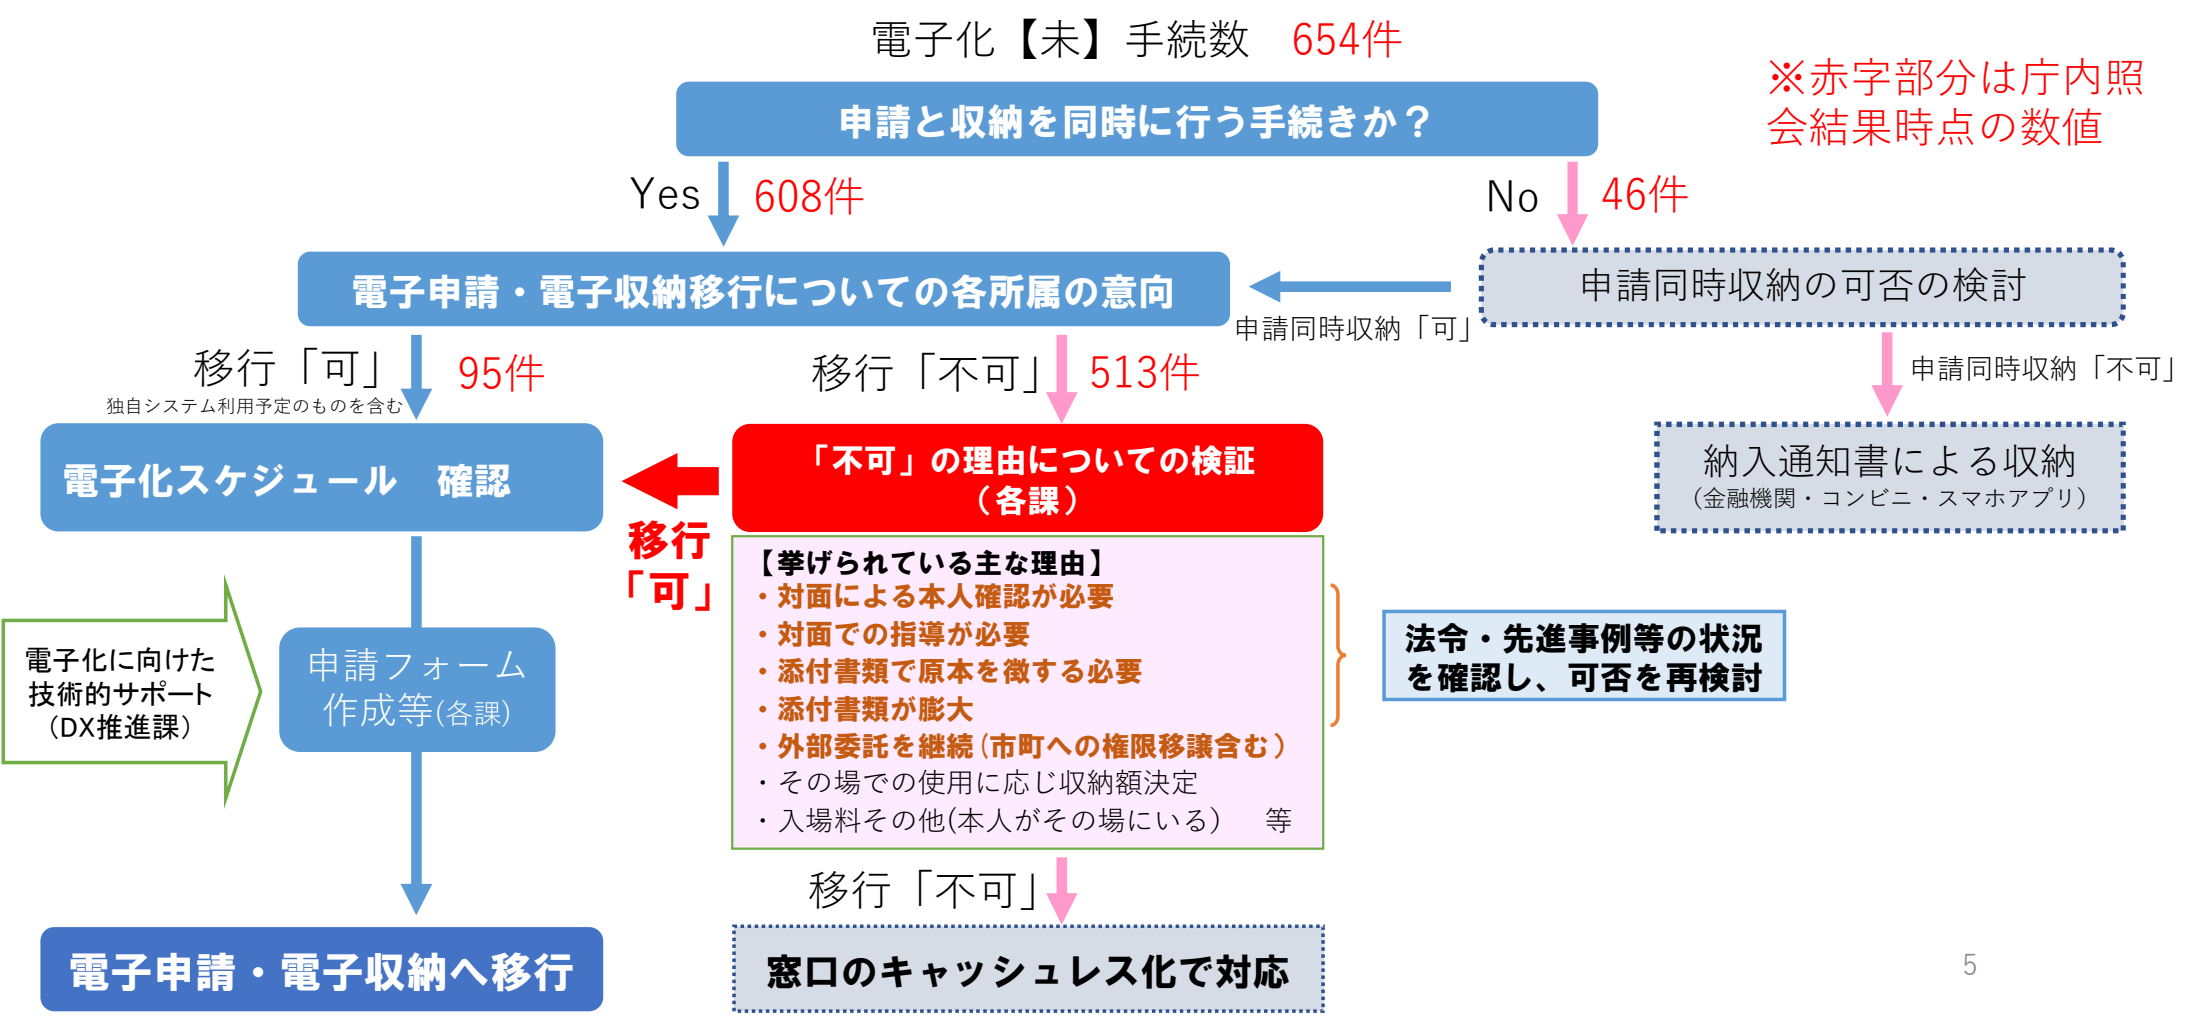 電子化【未】手続数　654件
※赤字部分は庁内照
会結果時点の数値
申請と収納を同時に行う手続きか？
Yes
608件
No
46件
電子申請・電子収納移行についての各所属の意向
申請同時収納の可否の検討
申請同時収納「可」
移行「可」
95件
独自システム利用予定のものを含む
移行「不可」
513件
申請同時収納「不可」
電子化スケジュール　確認
移行
「可」
「不可」の理由についての検証
（各課）
納入通知書による収納
（金融機関・コンビニ・スマホアプリ）
【挙げられている主な理由】
・対面による本人確認が必要
・対面での指導が必要
・添付書類で原本を徴する必要
・添付書類が膨大
・外部委託を継続(市町への権限移譲含む）
・その場での使用に応じ収納額決定
・入場料その他(本人がその場にいる）　等
法令・先進事例等の状況
を確認し、可否を再検討
電子化に向けた
技術的サポート
（DX推進課）
申請フォーム
作成等(各課)
移行「不可」
電子申請・電子収納へ移行
窓口のキャッシュレス化で対応
5